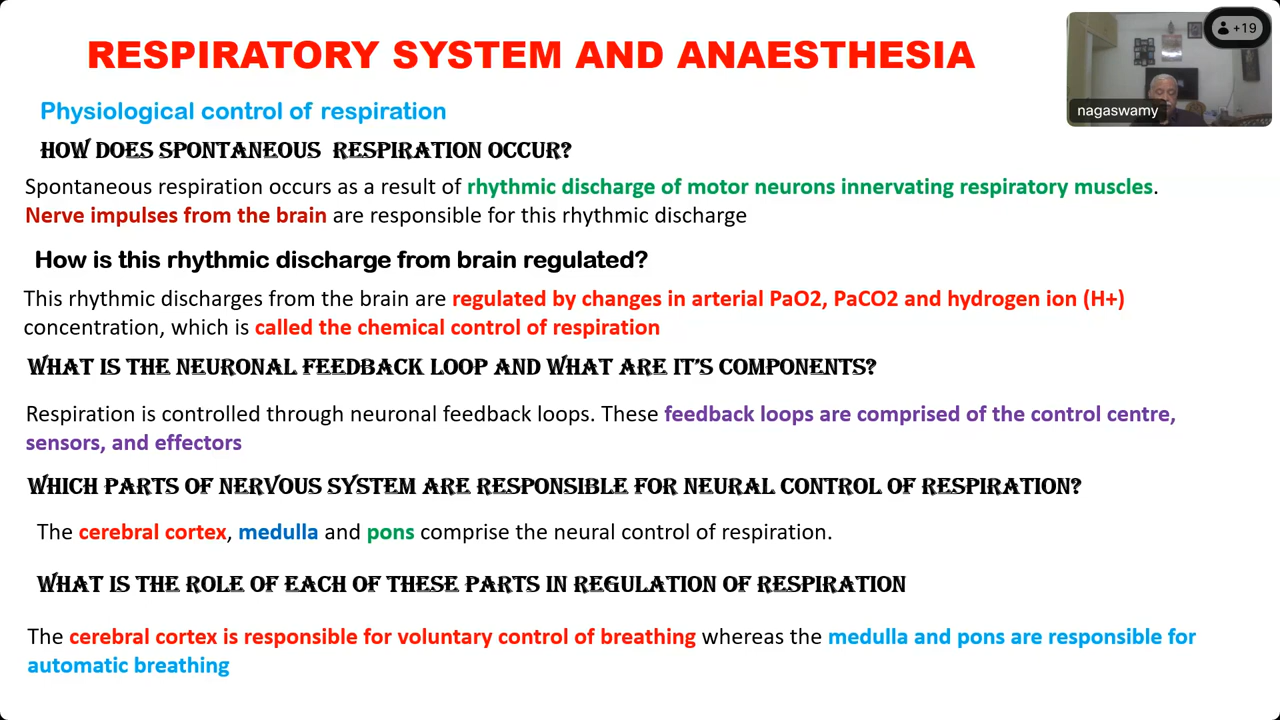 RESPIRATORY SYSTEM AND ANAESTHESIA
+19
nagaswamy
Physiological control of respiration
HOW DOES SPONTANEOUS RESPIRATION OCCUR?
Spontaneous respiration occurs as a result of rhythmic discharge of motor neurons innervating respiratory muscles.
Nerve impulses from the brain are responsible for this rhythmic discharge
How is this rhythmic discharge from brain regulated?
This rhythmic discharges from the brain are regulated by changes in arterial PaO2, PaCO2 and hydrogen ion (H+)
concentration, which is called the chemical control of respiration
WHAT IS THE NEURONAL FEEDBACK LOOP AND WHAT ARE IT'S COMPONENTS?
Respiration is controlled through neuronal feedback loops. These feedback loops are comprised of the control centre,
sensors, and effectors
WHICH PARTS OF NERVOUS SYSTEM ARE RESPONSIBLE FOR NEURAL CONTROL OF RESPIRATION?
The cerebral cortex, medulla and pons comprise the neural control of respiration.
WHAT IS THE ROLE OF EACH OF THESE PARTS IN REGULATION OF RESPIRATION
The cerebral cortex is responsible for voluntary control of breathing whereas the medulla and pons are responsible for
automatic breathing